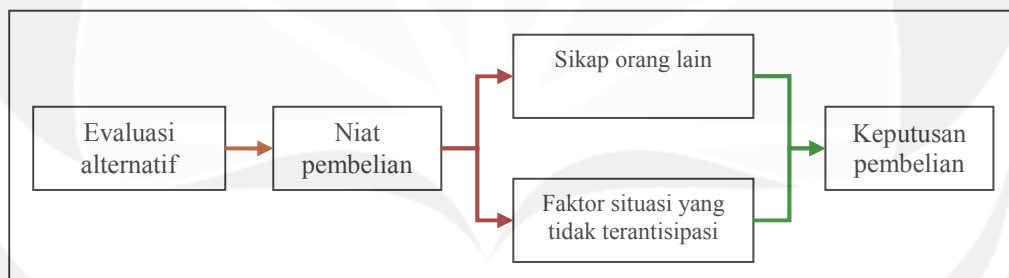 Evaluasi
alternatif
Niat
pembelian
Sikap orang lain
Faktor situasi yang
tidak terantisipasi
Keputusan
pembelian